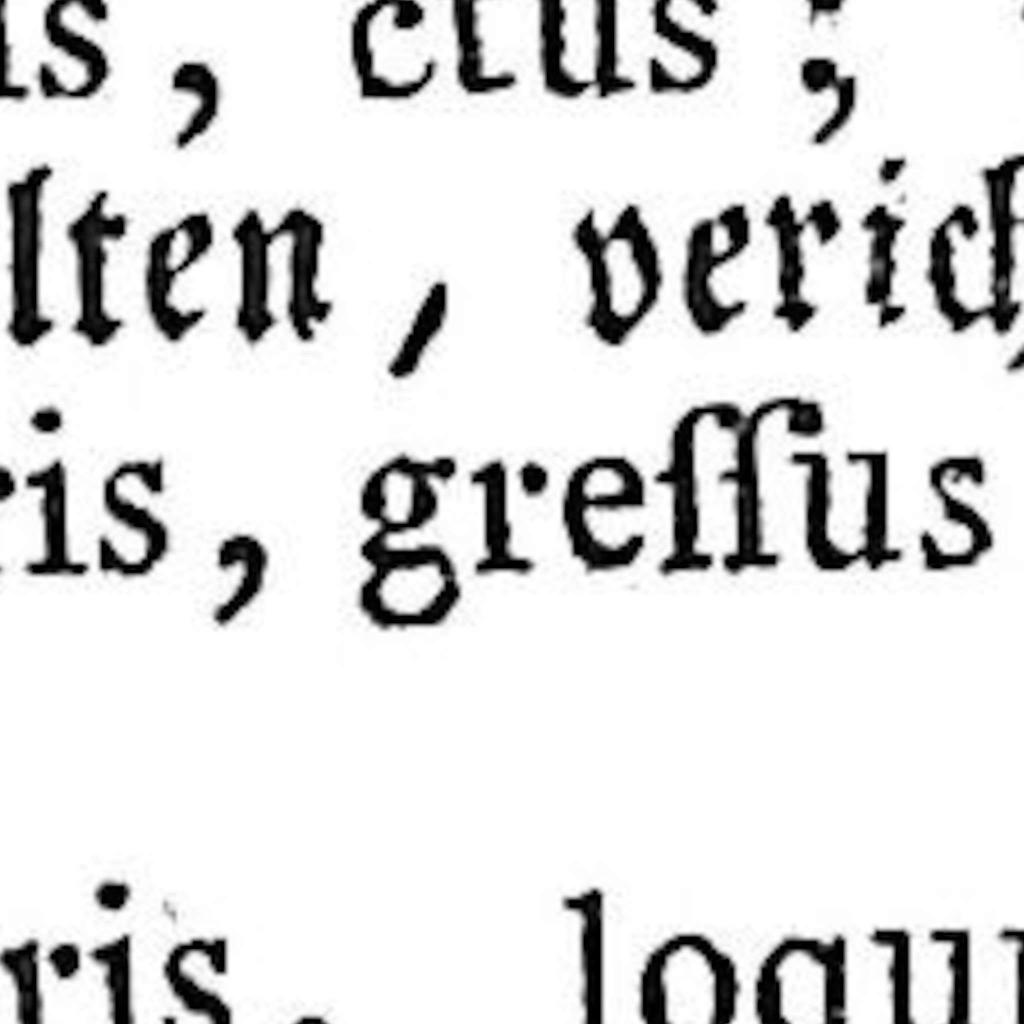 is, ctus;
lten, verich
ris, greſſus
ris. loqu